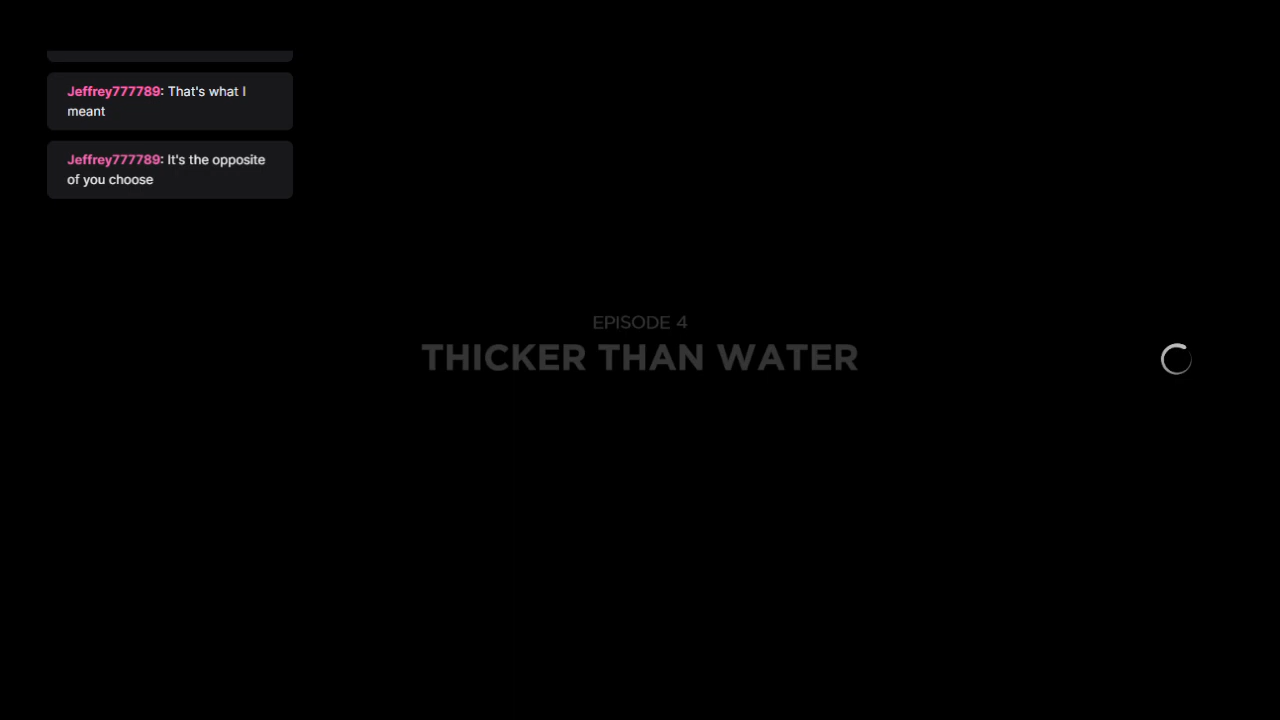 Jeffrey777789: That's what I
meant
Jeffrey777789: It's the opposite
of you choose
EPISODE 4
THICKER THAN WATER